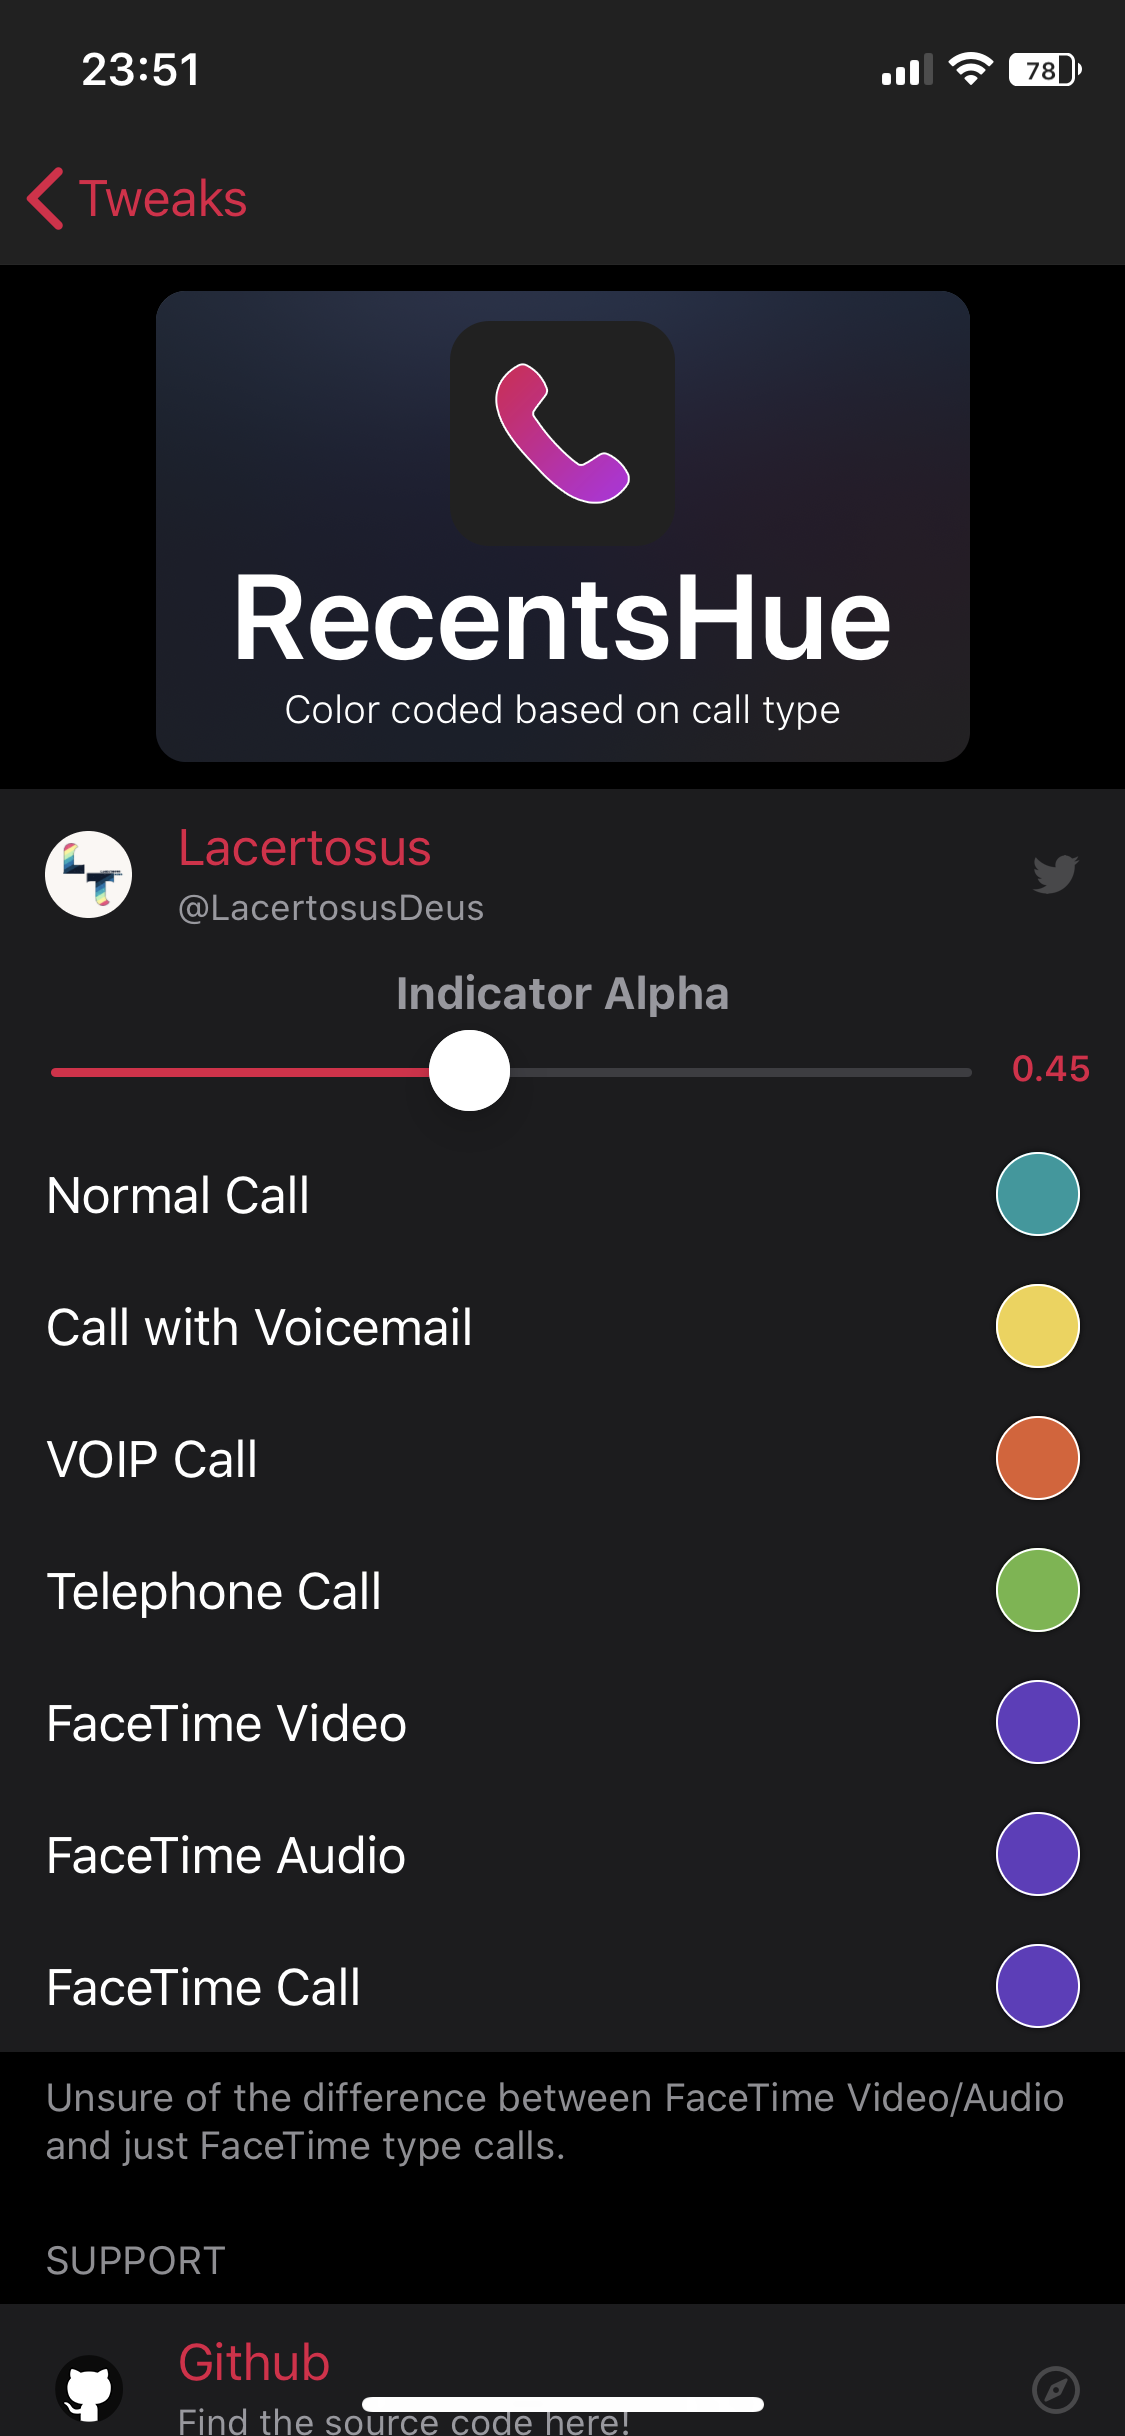 23:51
78
Tweaks
RecentsHue
Color coded based on call type
LT
Lacertosus
@LacertosusDeus
Indicator Alpha
0.45
Normal Call
Call with Voicemail
VOIP Call
Telephone Call
FaceTime Video
FaceTime Audio
FaceTime Call
Unsure of the difference between FaceTime Video/Audio
and just FaceTime type calls.
SUPPORT
Github
Find the source code here!